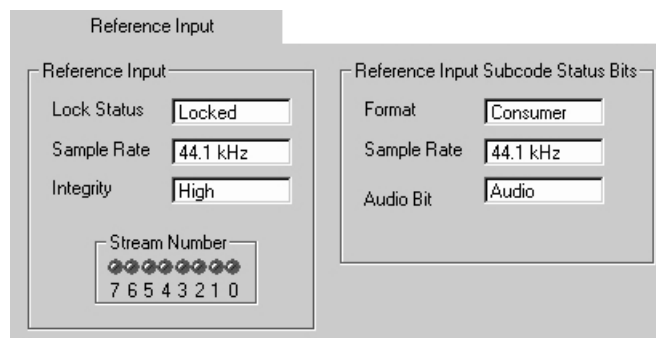 Reference Input
Reference Input
Lock Status Locked
Sample Rate 44.1 kHz
Integrity High
Stream Number
7 6 5 4 3 2 1 0
Reference Input Subcode Status Bits
Format Consumer
Sample Rate 44.1 kHz
Audio Bit Audio